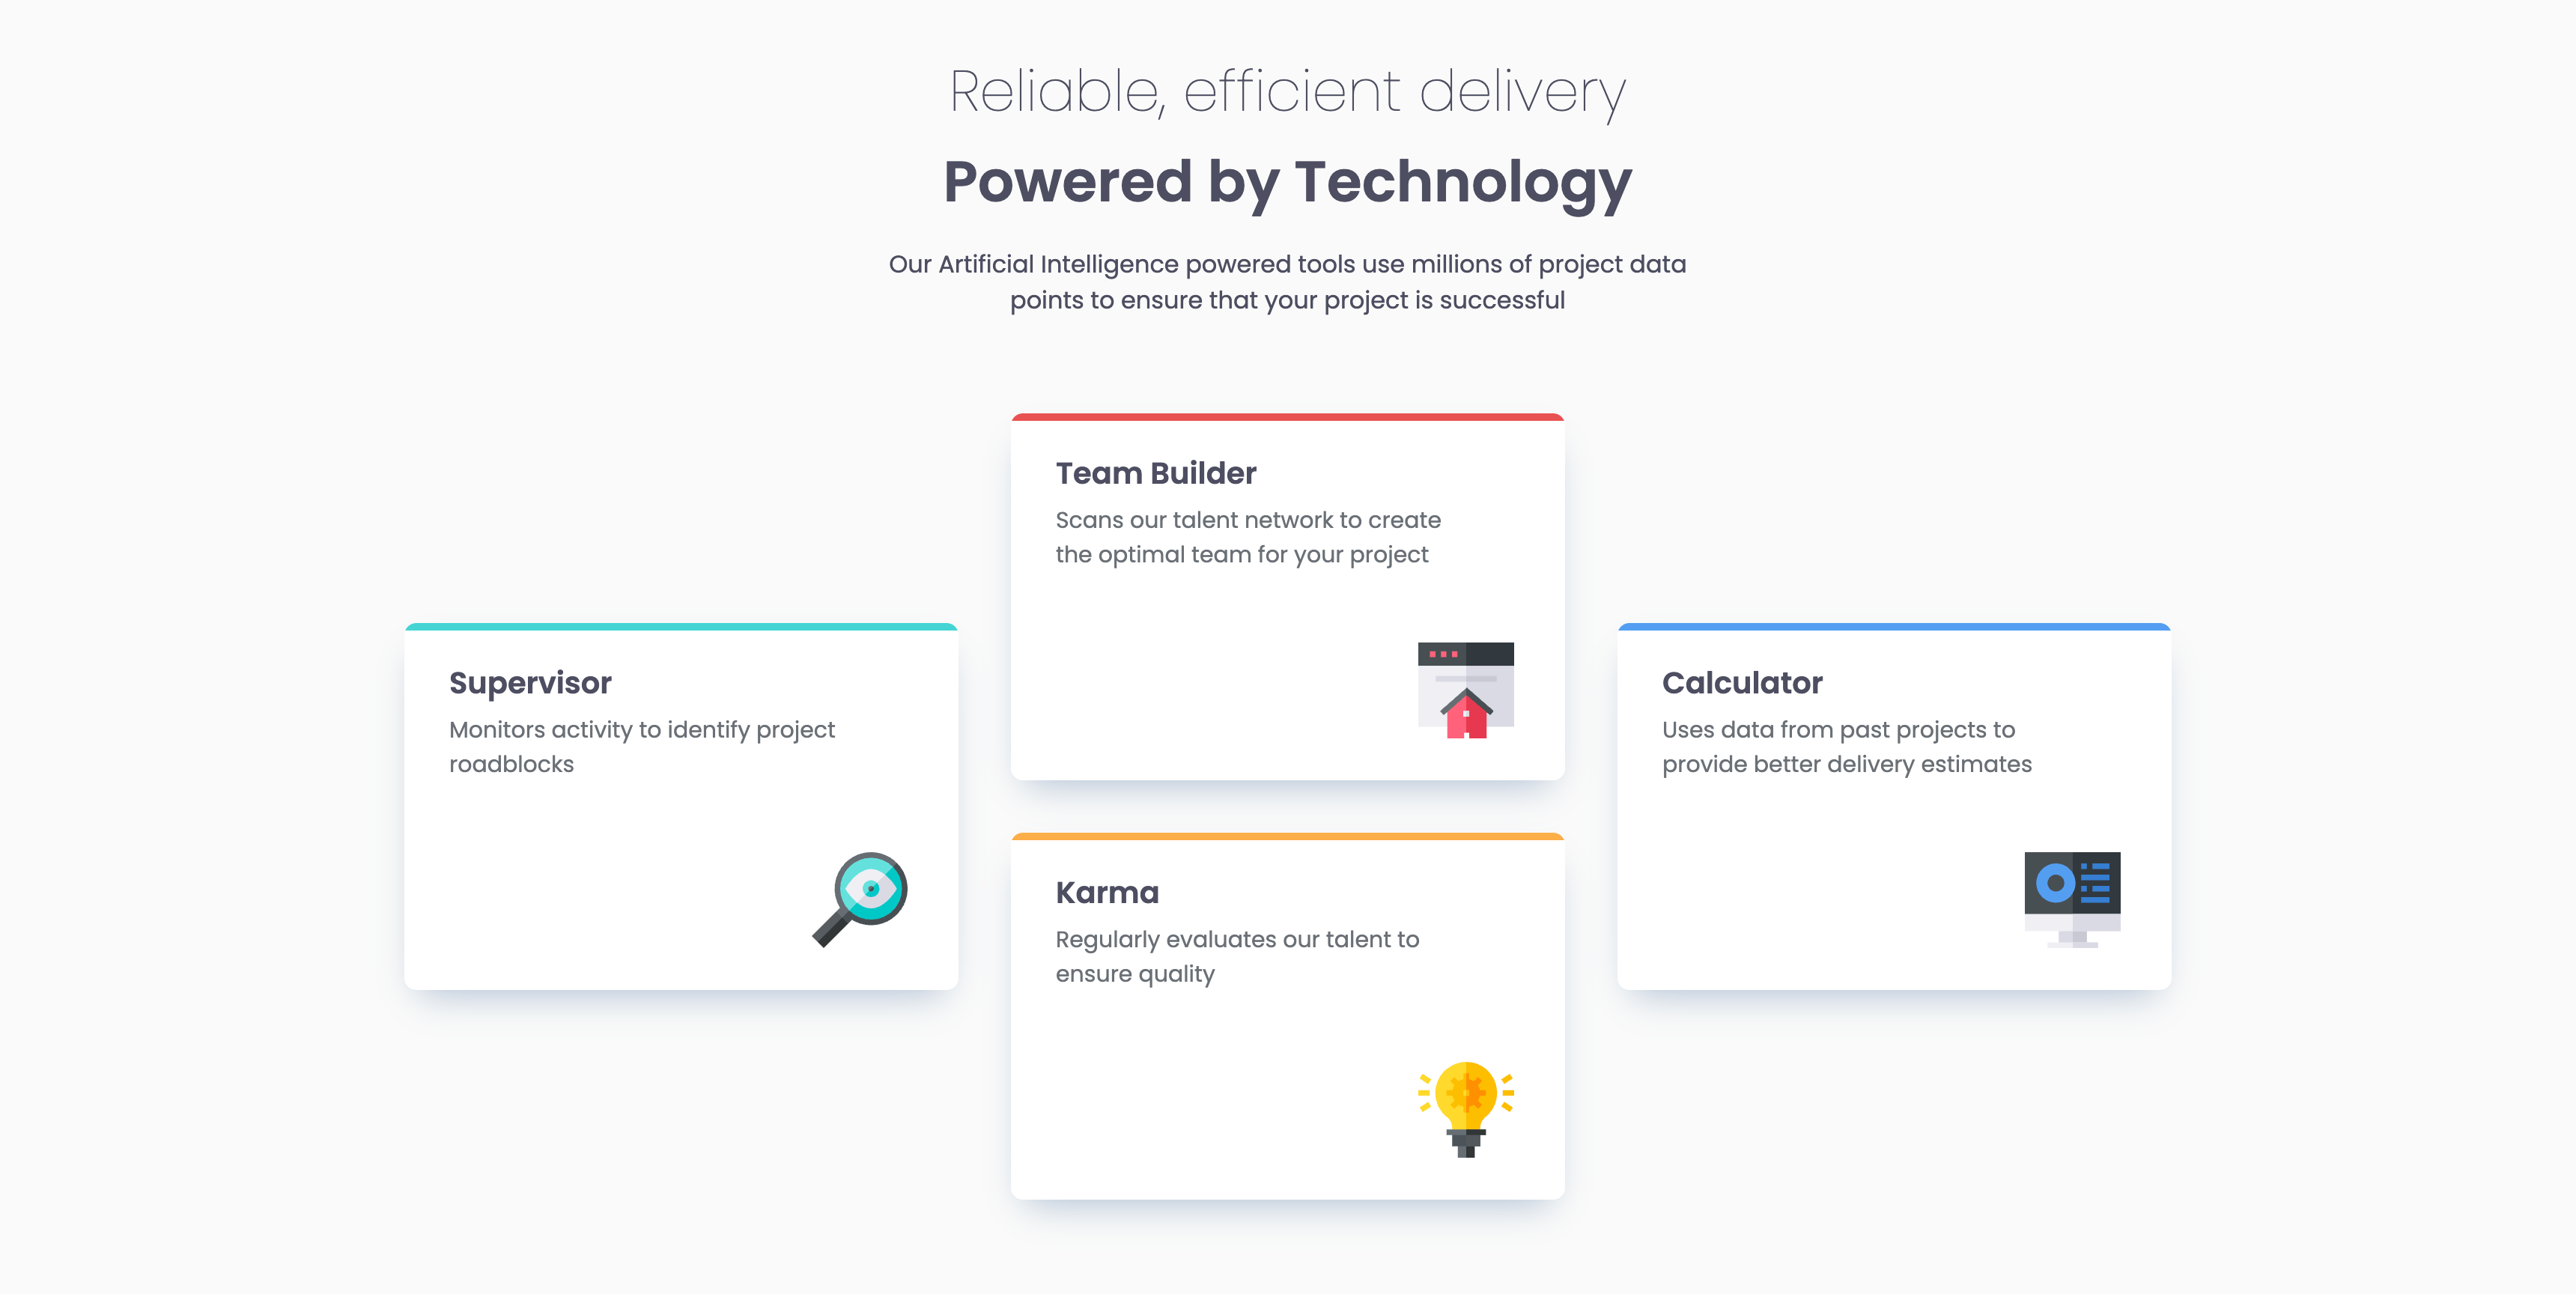 Reliable, efficient delivery
Powered by Technology
Our Artificial Intelligence powered tools use millions of project data
points to ensure that your project is successful
Supervisor
Monitors activity to identify project
roadblocks
Team Builder
Scans our talent network to create
the optimal team for your project
Karma
Regularly evaluates our talent to
ensure quality
Calculator
Uses data from past projects to
provide better delivery estimates